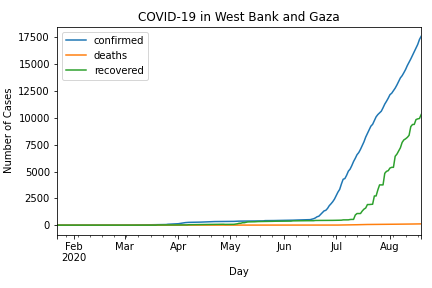 COVID-19 in West Bank and Gaza
confirmed
deaths
recovered
Number of Cases
17500
15000
12500
10000
7500
5000
2500
0
Feb Mar Apr May Jun Jul Aug
2020
Day